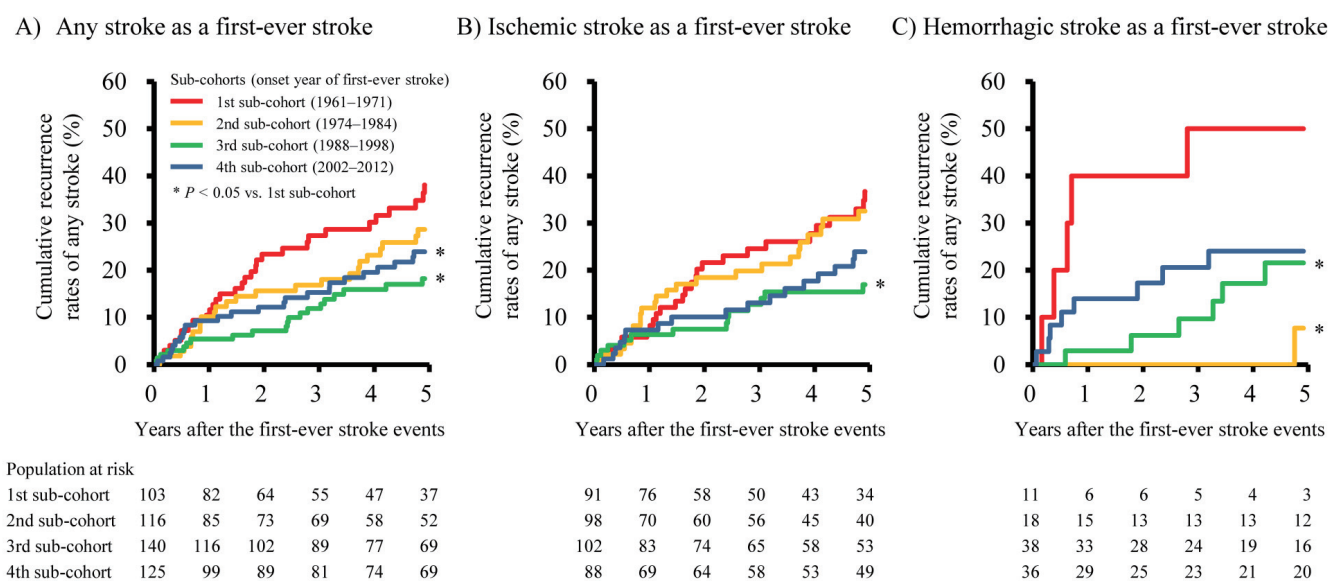 A) Any stroke as a first-ever stroke
Cumulative recurrence
rates of any stroke (%)
60
50
40
30
20
10
0
Sub-cohorts (onset year of first-ever stroke)
1st sub-cohort (1961–1971)
2nd sub-cohort (1974–1984)
3rd sub-cohort (1988–1998)
4th sub-cohort (2002–2012)
* P < 0.05 vs. 1st sub-cohort
*
*
0 1 2 3 4 5
Years after the first-ever stroke events
B) Ischemic stroke as a first-ever stroke
Cumulative recurrence
rates of any stroke (%)
60
50
40
30
20
10
0
*
0 1 2 3 4 5
Years after the first-ever stroke events
C) Hemorrhagic stroke as a first-ever stroke
Cumulative recurrence
rates of any stroke (%)
60
50
40
30
20
10
0
*
*
0 1 2 3 4 5
Years after the first-ever stroke events
Population at risk
1st sub-cohort 103 82 64 55 47 37 91 76 58 50 43 34 11 6 6 5 4 3
2nd sub-cohort 116 85 73 69 58 52 98 70 60 56 45 40 18 15 13 13 13 12
3rd sub-cohort 140 116 102 89 77 69 102 83 74 65 58 53 38 33 28 24 19 16
4th sub-cohort 125 99 89 81 74 69 88 69 64 58 53 49 36 29 25 23 21 20